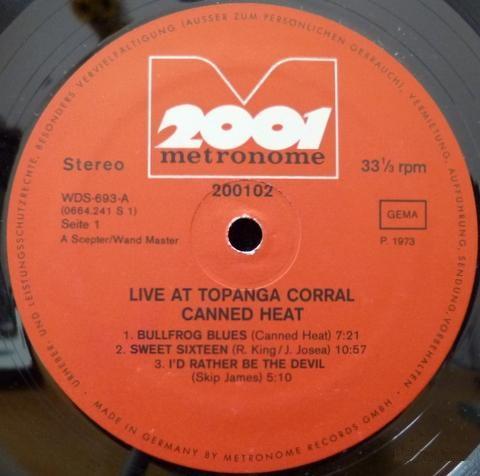 URHEBER- UND LEISTUNGSSCHUTZRECHTE, BESONDERS VERVIELFÄLTIGUNG (AUSSER ZUM PERSÖNLICHEN GEBRAUCH), VERMIETUNG, AUFFÜHRUNG, SENDUNG VORBEHALTEN
2001
metronome
Stereo
33⅓ rpm
200102
WDS-693-A
(0664.241 S 1)
Seite 1
A Scepter/Wand Master
GEMA
P. 1973
LIVE AT TOPANGA CORRAL
CANNED HEAT
1. BULLFROG BLUES (Canned Heat) 7:21
2. SWEET SIXTEEN (R. King/J. Josea) 10:57
3. I'D RATHER BE THE DEVIL
(Skip James) 5:10
MADE IN GERMANY BY METRONOME RECORDS GMBH